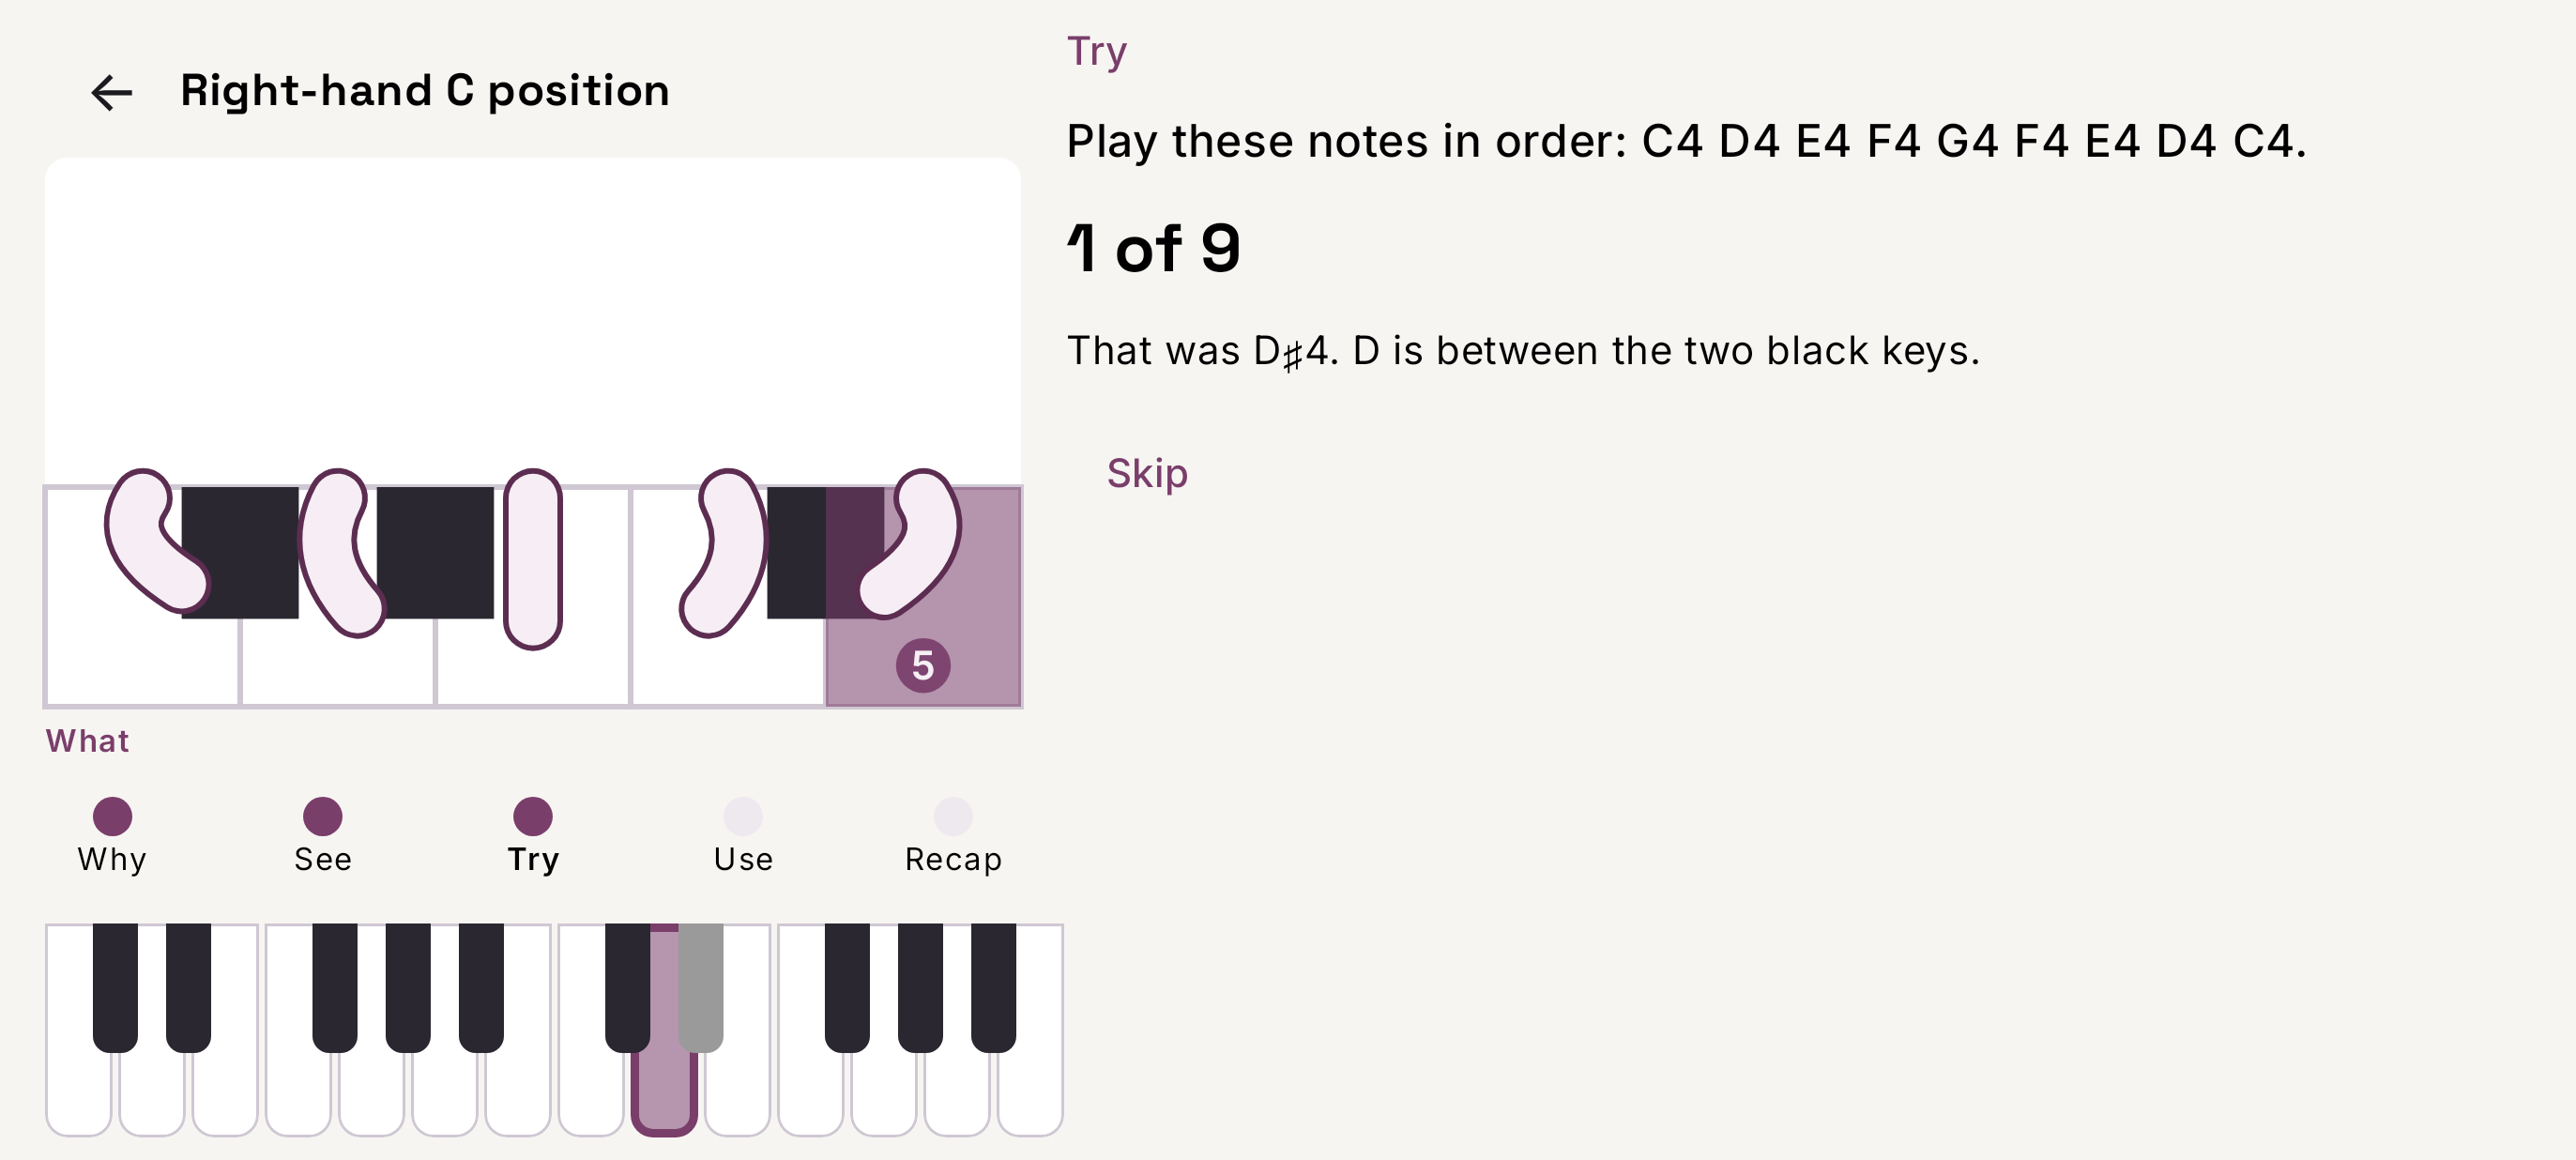 Right-hand C position
5
What
Why
See
Try
Use
Recap
Try
Play these notes in order: C4 D4 E4 F4 G4 F4 E4 D4 C4.
1 of 9
That was D♯4. D is between the two black keys.
Skip